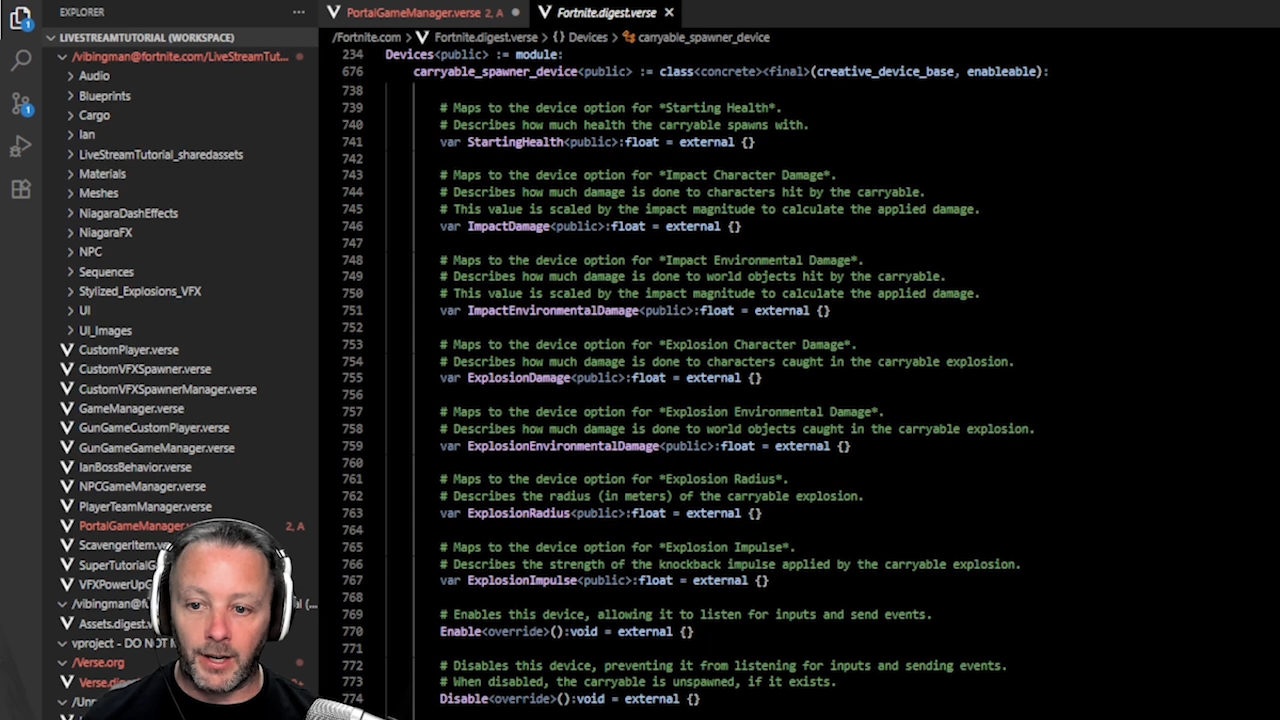 EXPLORER
LIVESTREAMTUTORIAL (WORKSPACE)
/vibingman@fortnite.com/LiveStreamTut...
Audio
Blueprints
Cargo
Ian
LiveStreamTutorial_sharedassets
Materials
Meshes
NiagaraDashEffects
NiagaraFX
NPC
Sequences
Stylized_Explosions_VFX
UI
UI_Images
CustomPlayer.verse
CustomVFXSpawner.verse
CustomVFXSpawnerManager.verse
GameManager.verse
GunGameCustomPlayer.verse
GunGameGameManager.verse
IanBossBehavior.verse
NPCGameManager.verse
PlayerTeamManager.verse
PortalGameManager.v 2, A
ScavengerItem.ve
SuperTutorialG
VFXPowerUpG
/vibingman@f (...
Assets.digest.v
vproject - DO NOT M
/Verse.org
Verse.dig
/Unr
PortalGameManager.verse 2, A
Fortnite.digest.verse
/Fortnite.com > Fortnite.digest.verse > {} Devices > carryable_spawner_device
234 Devices<public> := module:
676 carryable_spawner_device<public> := class<concrete><final>(creative_device_base, enableable):
738
739 # Maps to the device option for *Starting Health*.
740 # Describes how much health the carryable spawns with.
741 var StartingHealth<public>:float = external {}
742
743 # Maps to the device option for *Impact Character Damage*.
744 # Describes how much damage is done to characters hit by the carryable.
745 # This value is scaled by the impact magnitude to calculate the applied damage.
746 var ImpactDamage<public>:float = external {}
747
748 # Maps to the device option for *Impact Environmental Damage*.
749 # Describes how much damage is done to world objects hit by the carryable.
750 # This value is scaled by the impact magnitude to calculate the applied damage.
751 var ImpactEnvironmentalDamage<public>:float = external {}
752
753 # Maps to the device option for *Explosion Character Damage*.
754 # Describes how much damage is done to characters caught in the carryable explosion.
755 var ExplosionDamage<public>:float = external {}
756
757 # Maps to the device option for *Explosion Environmental Damage*.
758 # Describes how much damage is done to world objects caught in the carryable explosion.
759 var ExplosionEnvironmentalDamage<public>:float = external {}
760
761 # Maps to the device option for *Explosion Radius*.
762 # Describes the radius (in meters) of the carryable explosion.
763 var ExplosionRadius<public>:float = external {}
764
765 # Maps to the device option for *Explosion Impulse*.
766 # Describes the strength of the knockback impulse applied by the carryable explosion.
767 var ExplosionImpulse<public>:float = external {}
768
769 # Enables this device, allowing it to listen for inputs and send events.
770 Enable<override>():void = external {}
771
772 # Disables this device, preventing it from listening for inputs and sending events.
773 # When disabled, the carryable is unspawned, if it exists.
774 Disable<override>():void = external {}